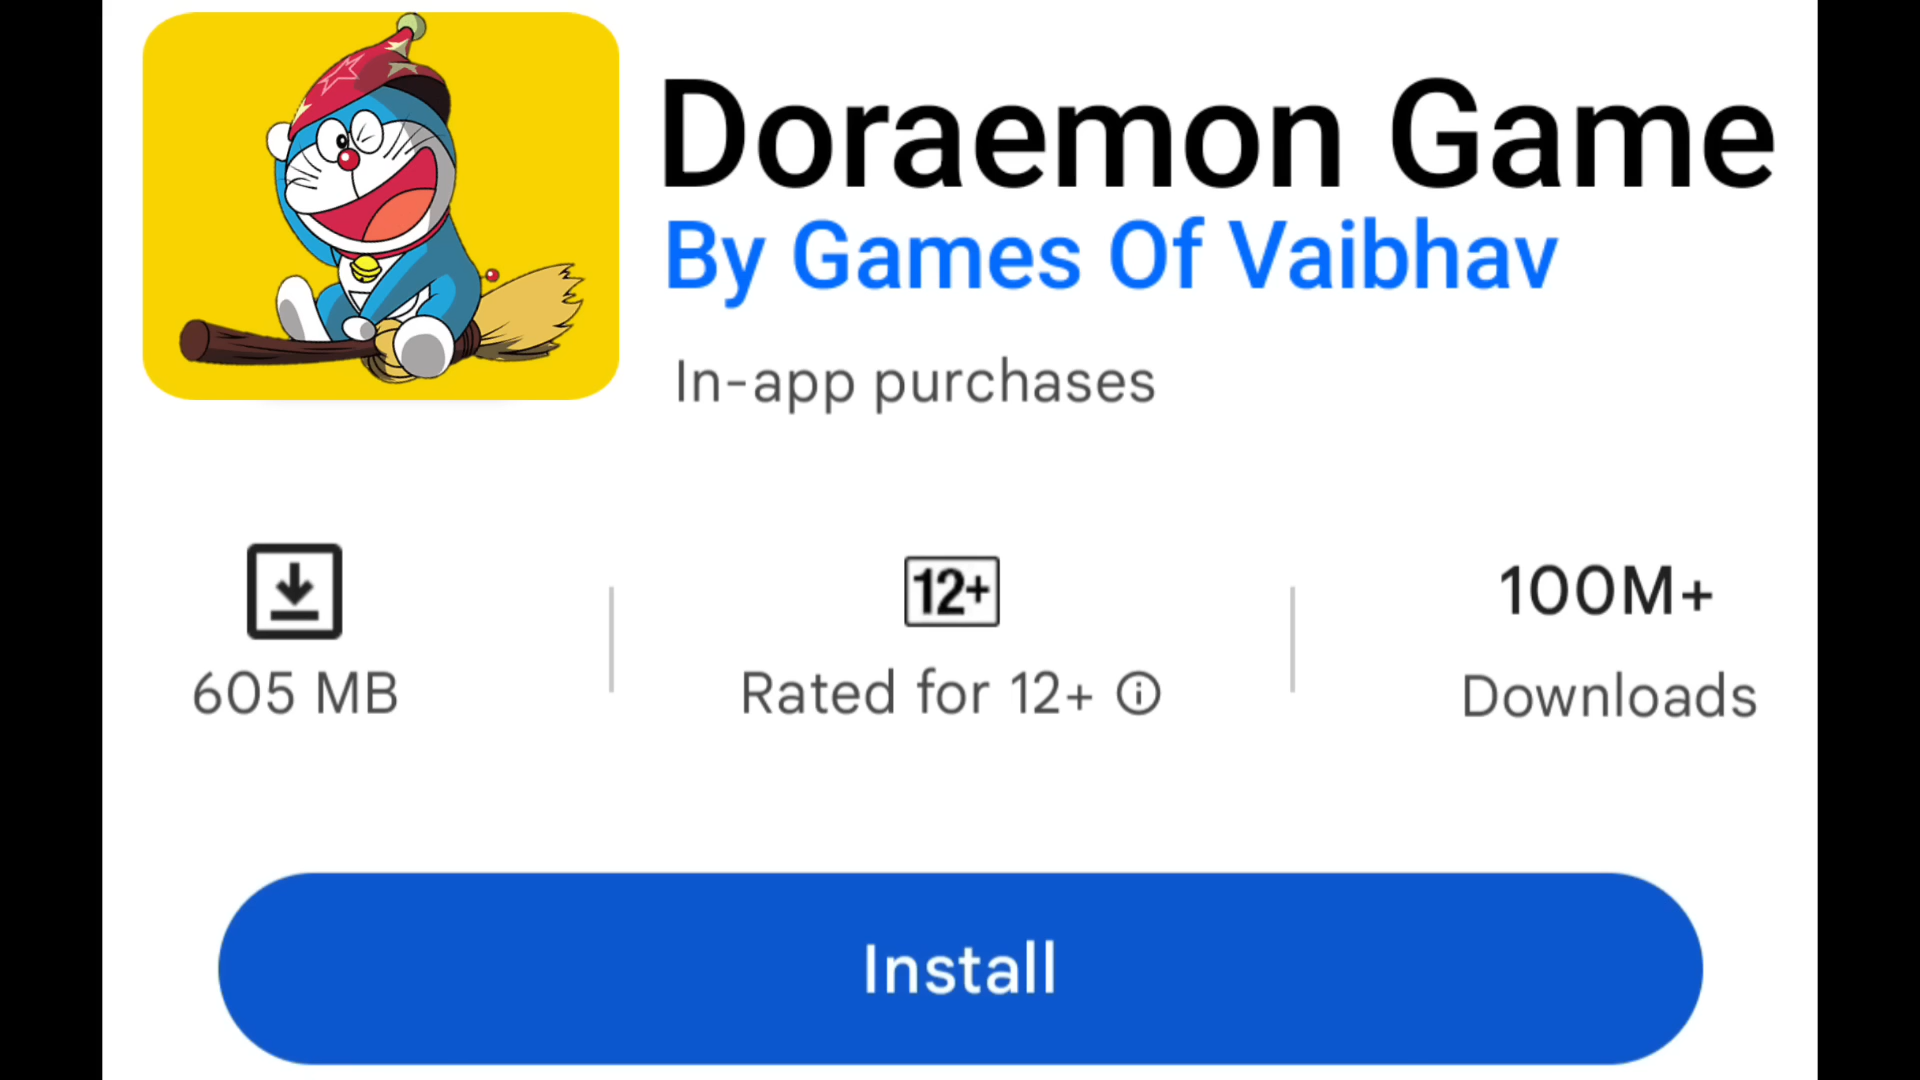 Doraemon Game
By Games Of Vaibhav
In-app purchases
12+
100M+
605 MB
Rated for 12+
Downloads
Install